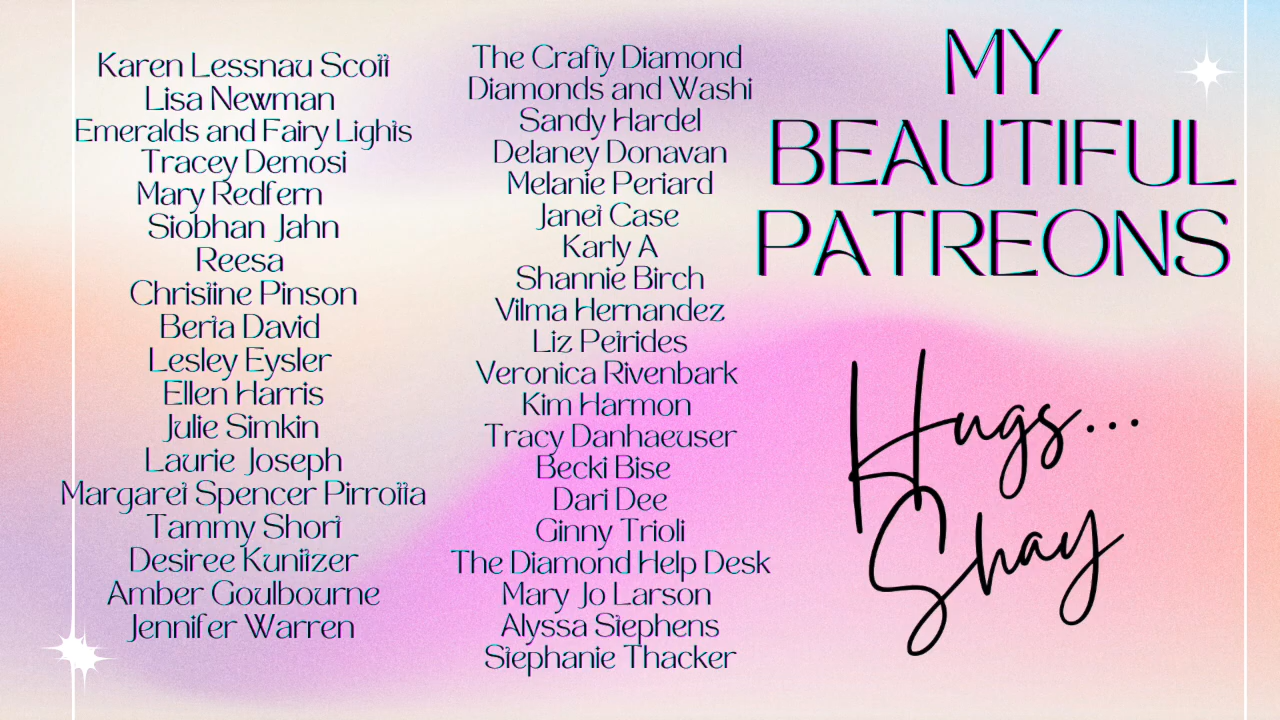 Karen Lessnau Scott
Lisa Newman
Emeralds and Fairy Lights
Tracey Demost
Mary Redfern
Siobhan Jahn
Reesa
Christine Pinson
Berta David
Lesley Eysler
Ellen Harris
Julie Simkin
Laurie Joseph
Margaret Spencer Pirrotta
Tammy Short
Desiree Kuntzer
Amber Goulbourne
Jennifer Warren
The Crafty Diamond
Diamonds and Washi
Sandy Hardel
Delaney Donavan
Melanie Periard
Janet Case
Karly A
Shannie Birch
Vilma Hernandez
Liz Petrides
Veronica Rivenbark
Kim Harmon
Tracy Danhaeuser
Becki Bise
Dari Dee
Ginny Trioli
The Diamond Help Desk
Mary Jo Larson
Alyssa Stephens
Stephanie Thacker
MY
BEAUTIFUL
PATREONS
Hugs...
Shay